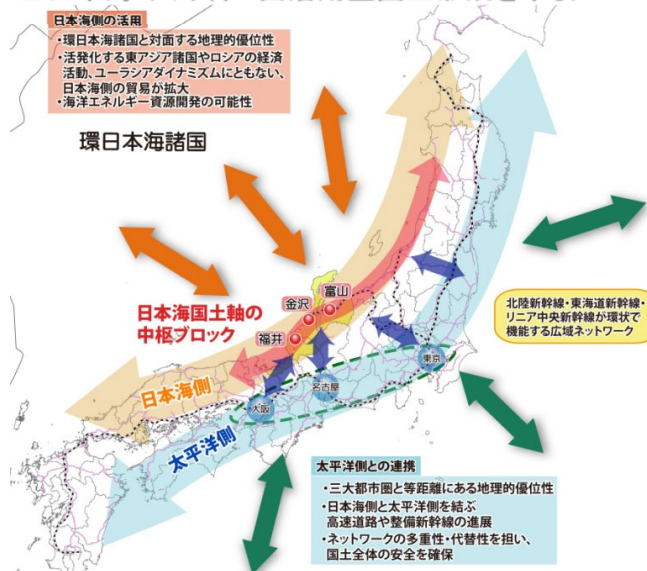 日本海側の活用
・環日本海諸国と対面する地理的優位性
・活発化する東アジア諸国やロシアの経済
活動、ユーラシアダイナミズムにともない、
日本海側の貿易が拡大
・海洋エネルギー資源開発の可能性
環日本海諸国
富山
金沢
福井
日本海国土軸の
中枢ブロック
北陸新幹線・東海道新幹線・
リニア中央新幹線が環状で
機能する広域ネットワーク
東京
名古屋
大阪
日本海側
太平洋側
太平洋側との連携
・三大都市圏と等距離にある地理的優位性
・日本海側と太平洋側を結ぶ
高速道路や整備新幹線の進展
・ネットワークの多重性・代替性を担い、
国土全体の安全を確保